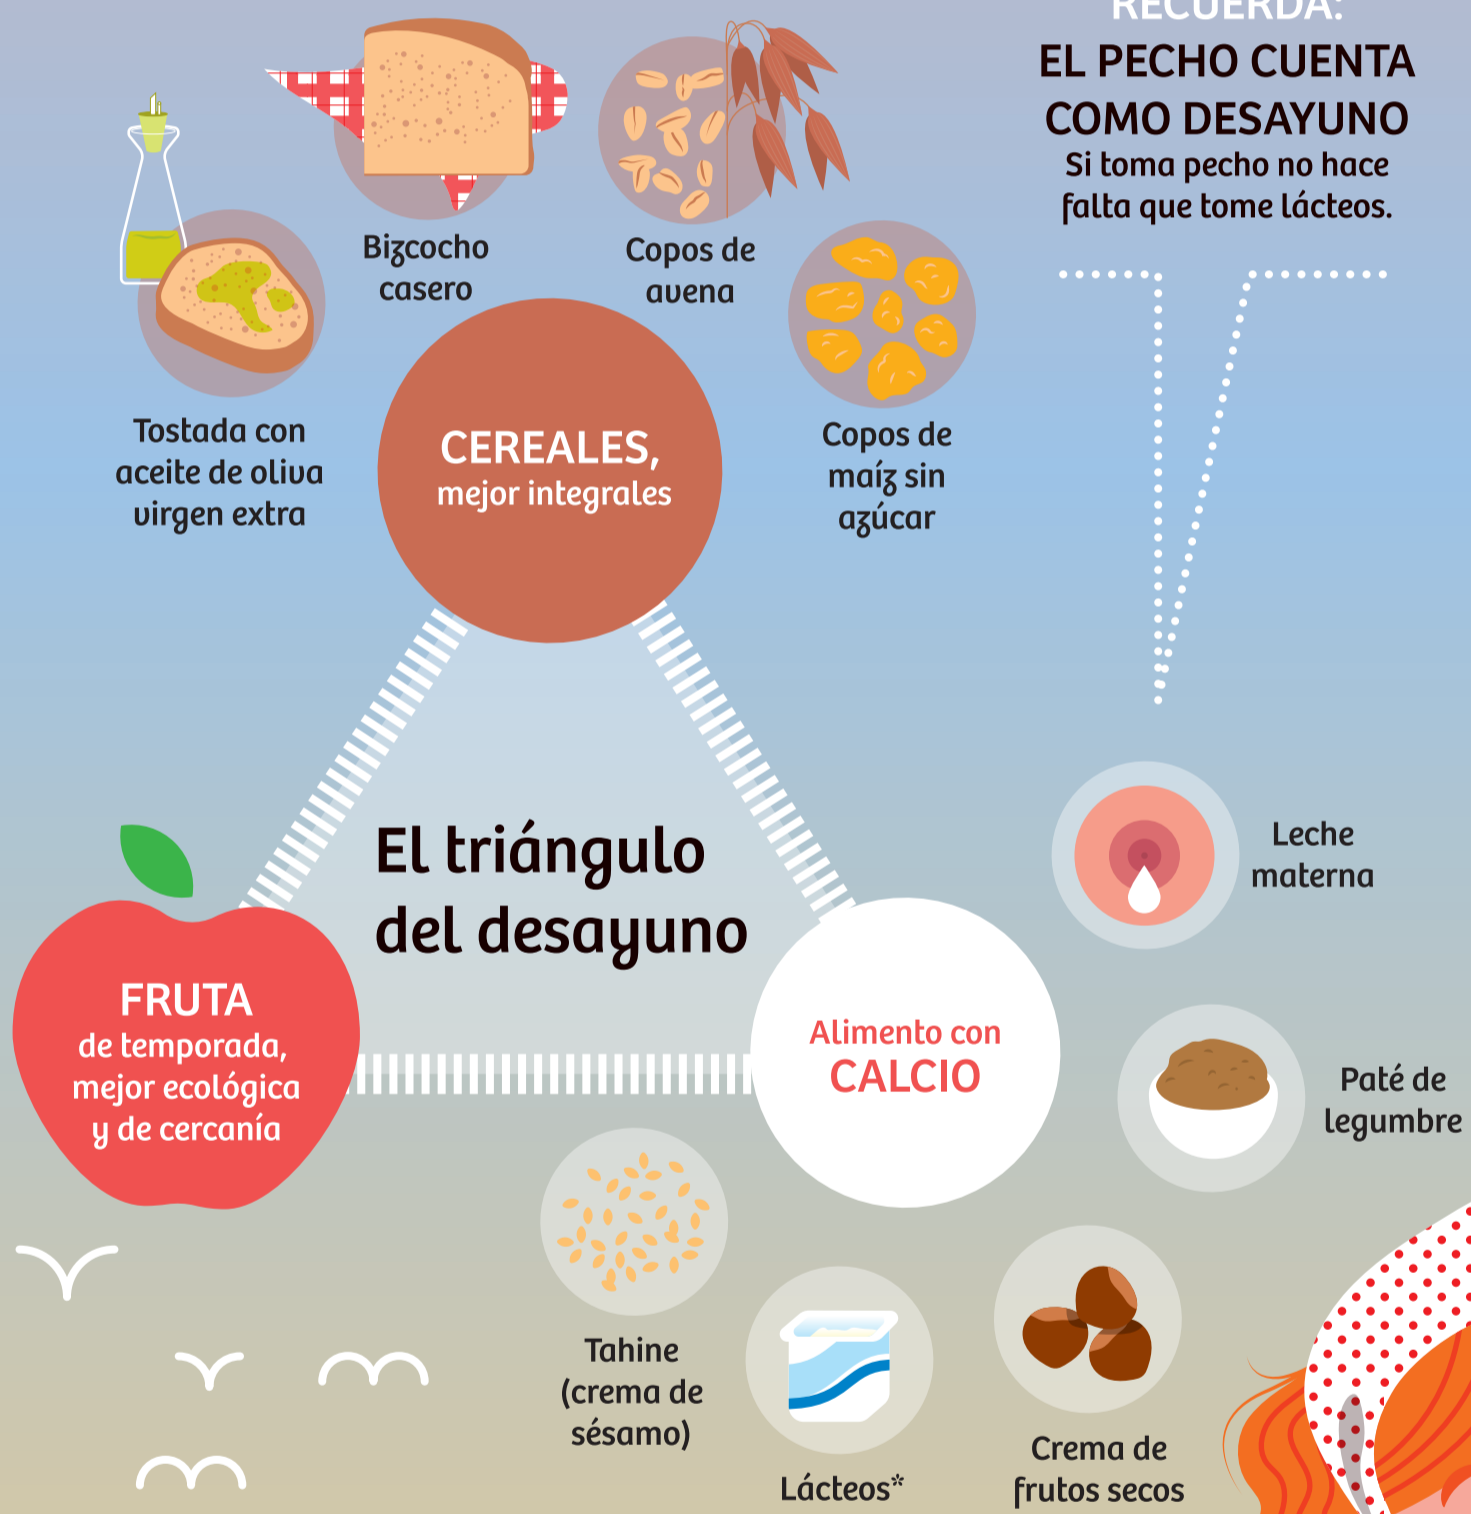 RECUERDA:
EL PECHO CUENTA
COMO DESAYUNO
Si toma pecho no hace
falta que tome lácteos.
Bizcocho
casero
Copos de
avena
Tostada con
aceite de oliva
virgen extra
CEREALES,
mejor integrales
Copos de
maíz sin
azúcar
El triángulo
del desayuno
Leche
materna
FRUTA
de temporada,
mejor ecológica
y de cercanía
Alimento con
CALCIO
Paté de
legumbre
Tahine
(crema de
sésamo)
Lácteos*
Crema de
frutos secos